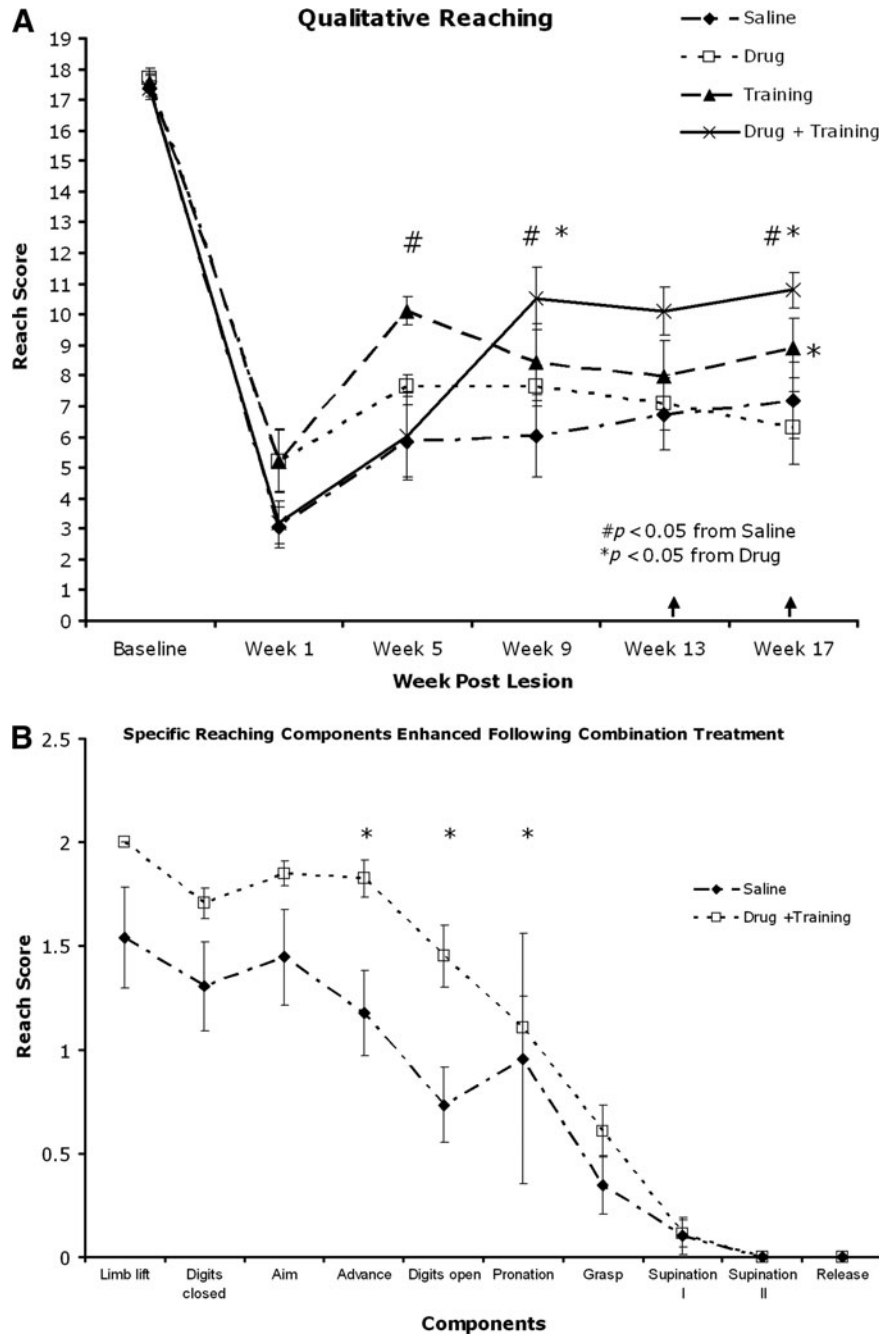 A
Qualitative Reaching
Saline
Drug
Training
Drug + Training
19
18
17
16
15
14
13
12
11
10
9
8
7
6
5
4
3
2
1
0
Reach Score
#
# *
# *
*
#p < 0.05 from Saline
*p < 0.05 from Drug
Baseline Week 1 Week 5 Week 9 Week 13 Week 17
Week Post Lesion
B
Specific Reaching Components Enhanced Following Combination Treatment
2.5
2
1.5
1
0.5
0
Reach Score
* * *
Saline
Drug +Training
Limb lift Digits closed Aim Advance Digits open Pronation Grasp Supination I Supination II Release
Components